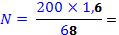 N = 200 × 1,6 / 68 =